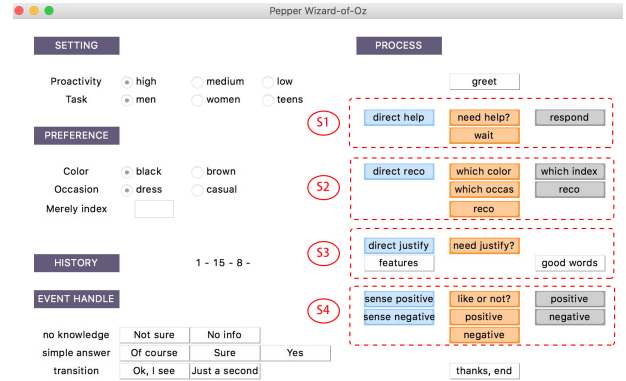 Pepper Wizard-of-Oz
SETTING PROCESS
Proactivity high medium low greet
Task men women teens
S1 direct help need help? respond
wait
PREFERENCE
Color black brown
S2 direct reco which color which index
Occasion dress casual which occas reco
Merely index reco
S3 direct justify need justify?
HISTORY 1 - 15 - 8 - features good words
EVENT HANDLE S4 sense positive like or not? positive
sense negative positive negative
no knowledge Not sure No info negative
simple answer Of course Sure Yes
transition Ok, I see Just a second thanks, end